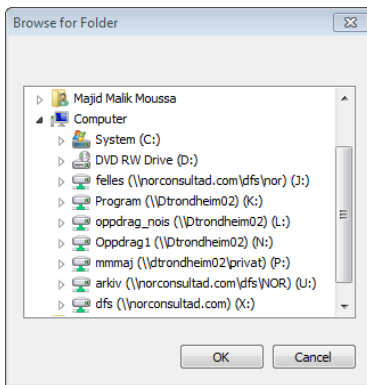 Browse for Folder
Majid Malik Moussa
Computer
System (C:)
DVD RW Drive (D:)
felles (\\norconsultad.com\dfs\nor) (J:)
Program (\\Dtrondheim02) (K:)
oppdrag_nois (\\Dtrondheim02) (L:)
Oppdrag1 (\\Dtrondheim02) (N:)
mmmaj (\\dtrondheim02\privat) (P:)
arkiv (\\norconsultad.com\dfs\NOR) (U:)
dfs (\\norconsultad.com) (X:)
OK Cancel